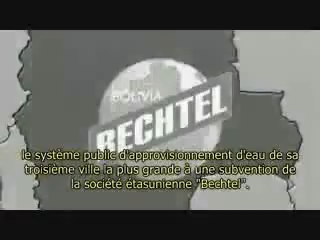 BOLIVIA
BECHTEL
le système public d'approvisionnement d'eau de sa
troisième ville la plus grande à une subvention de
la société étasunienne "Bechtel".